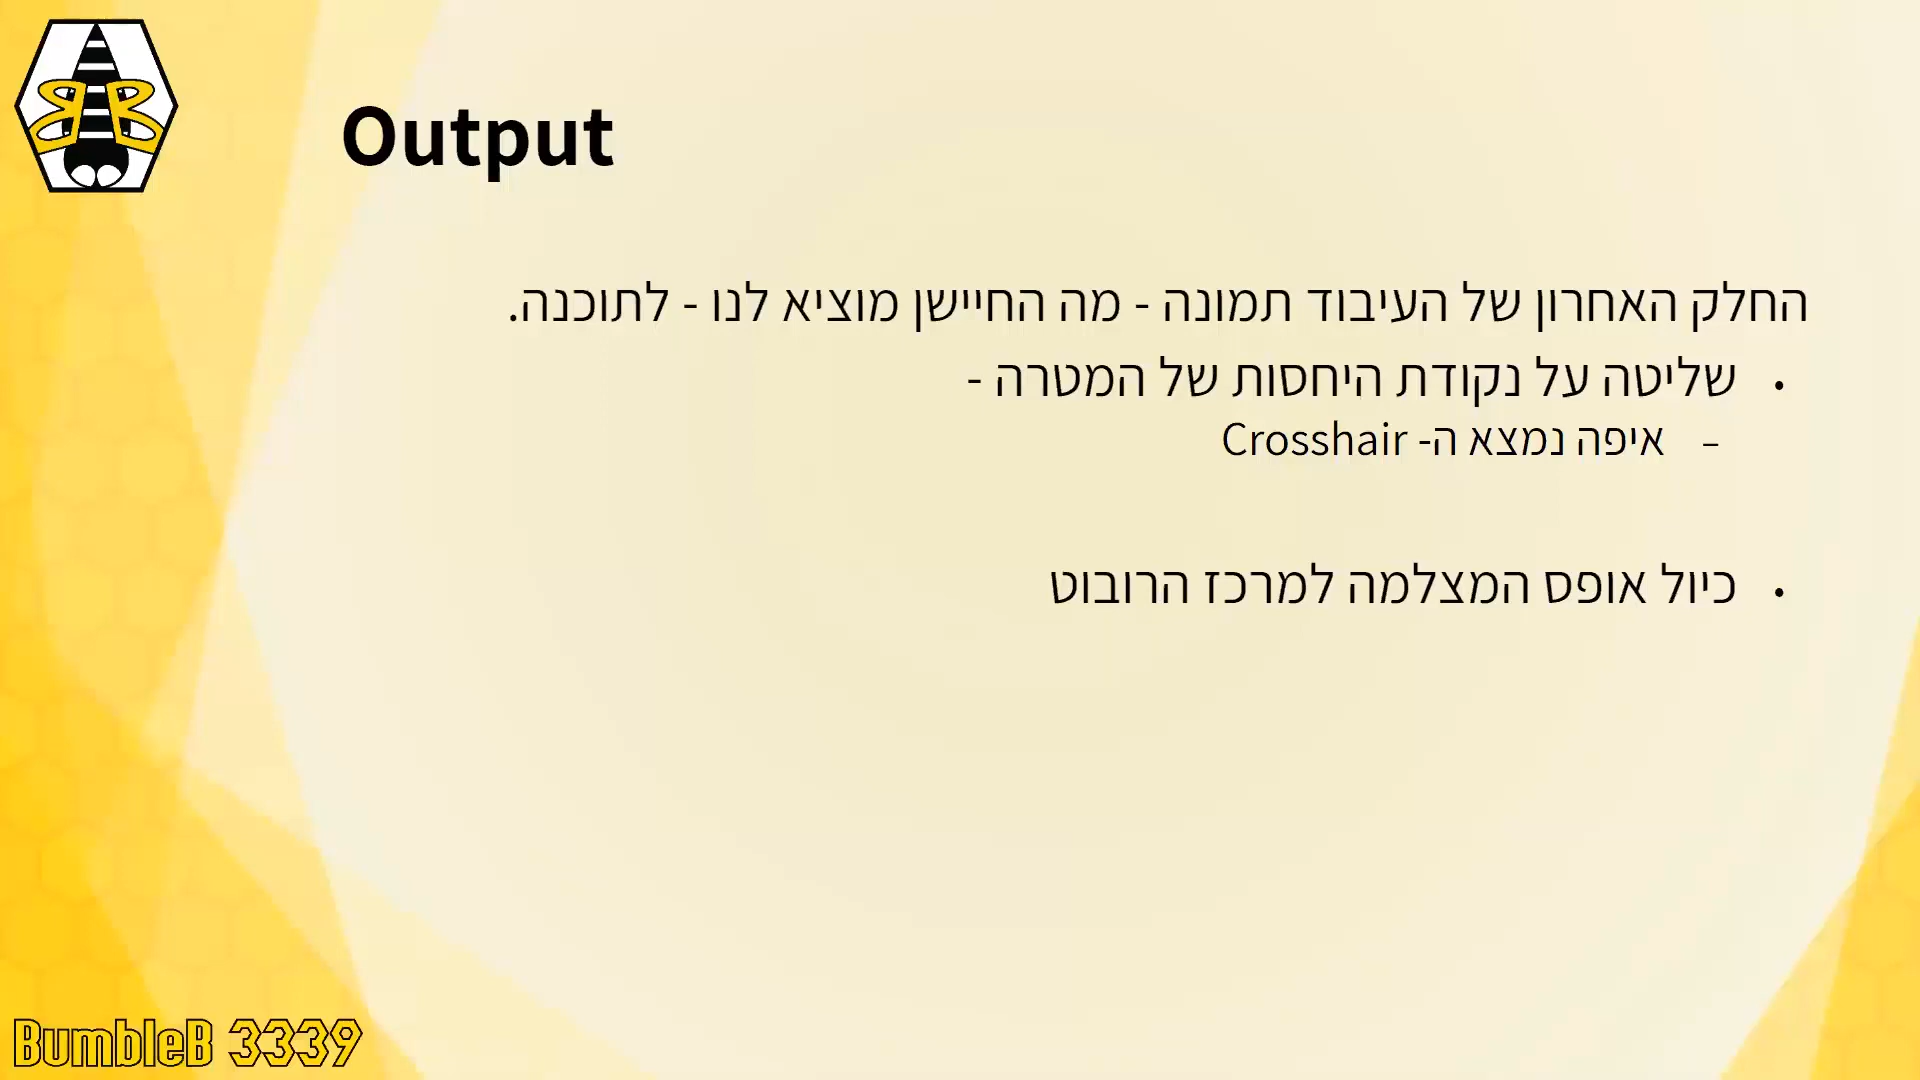 Output
החלק האחרון של העיבוד תמונה - מה החיישן מוציא לנו - לתוכנה.
• שליטה על נקודת היחסות של המטרה -
– איפה נמצא ה- Crosshair
• כיול אופס המצלמה למרכז הרובוט
BumbleB 3339